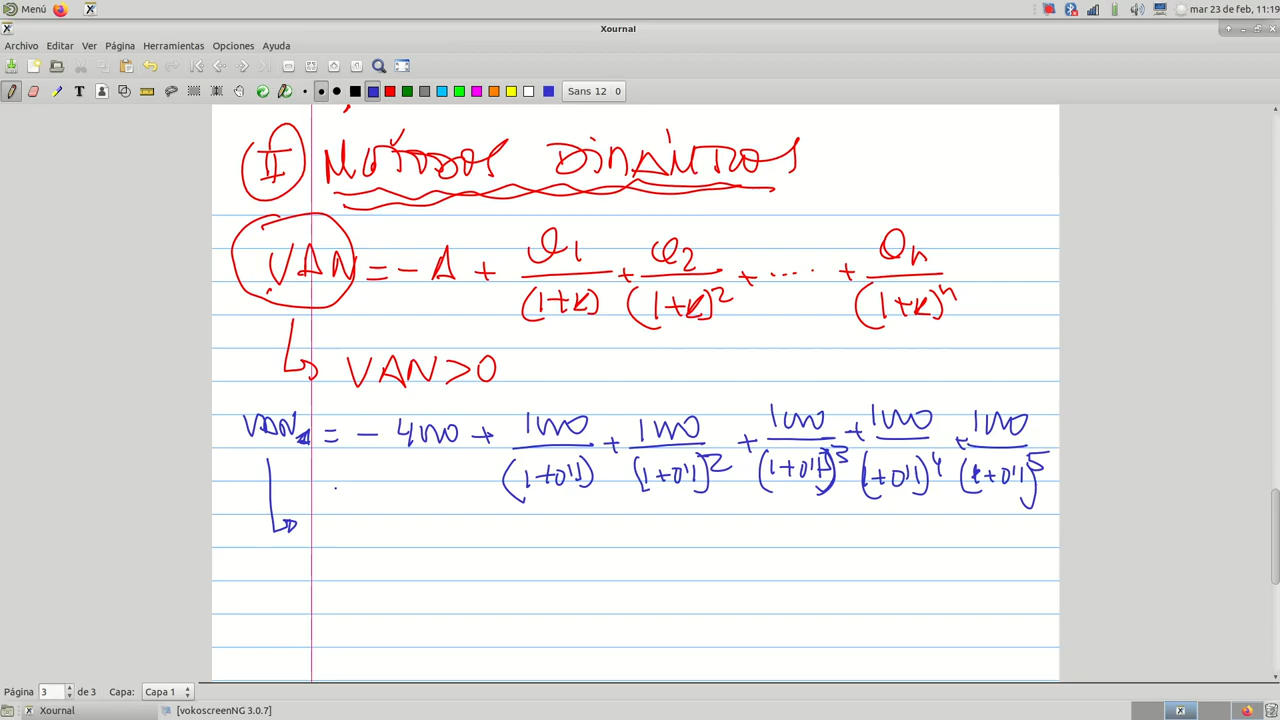 Menú mar 23 de feb, 11:19
Xournal
Archivo Editar Ver Página Herramientas Opciones Ayuda
Sans 12 0
II MÉTODOS DINÁMICOS
VAN = - A + Q1/(1+k) + Q2/(1+k)^2 + .... + Qn/(1+k)^n
VAN > 0
VAN = - 4000 + 1000/(1+0'1) + 1000/(1+0'1)^2 + 1000/(1+0'1)^3 + 1000/(1+0'1)^4 + 1000/(1+0'1)^5
Página 3 de 3 Capa: Capa 1
Xournal [vokoscreenNG 3.0.7]